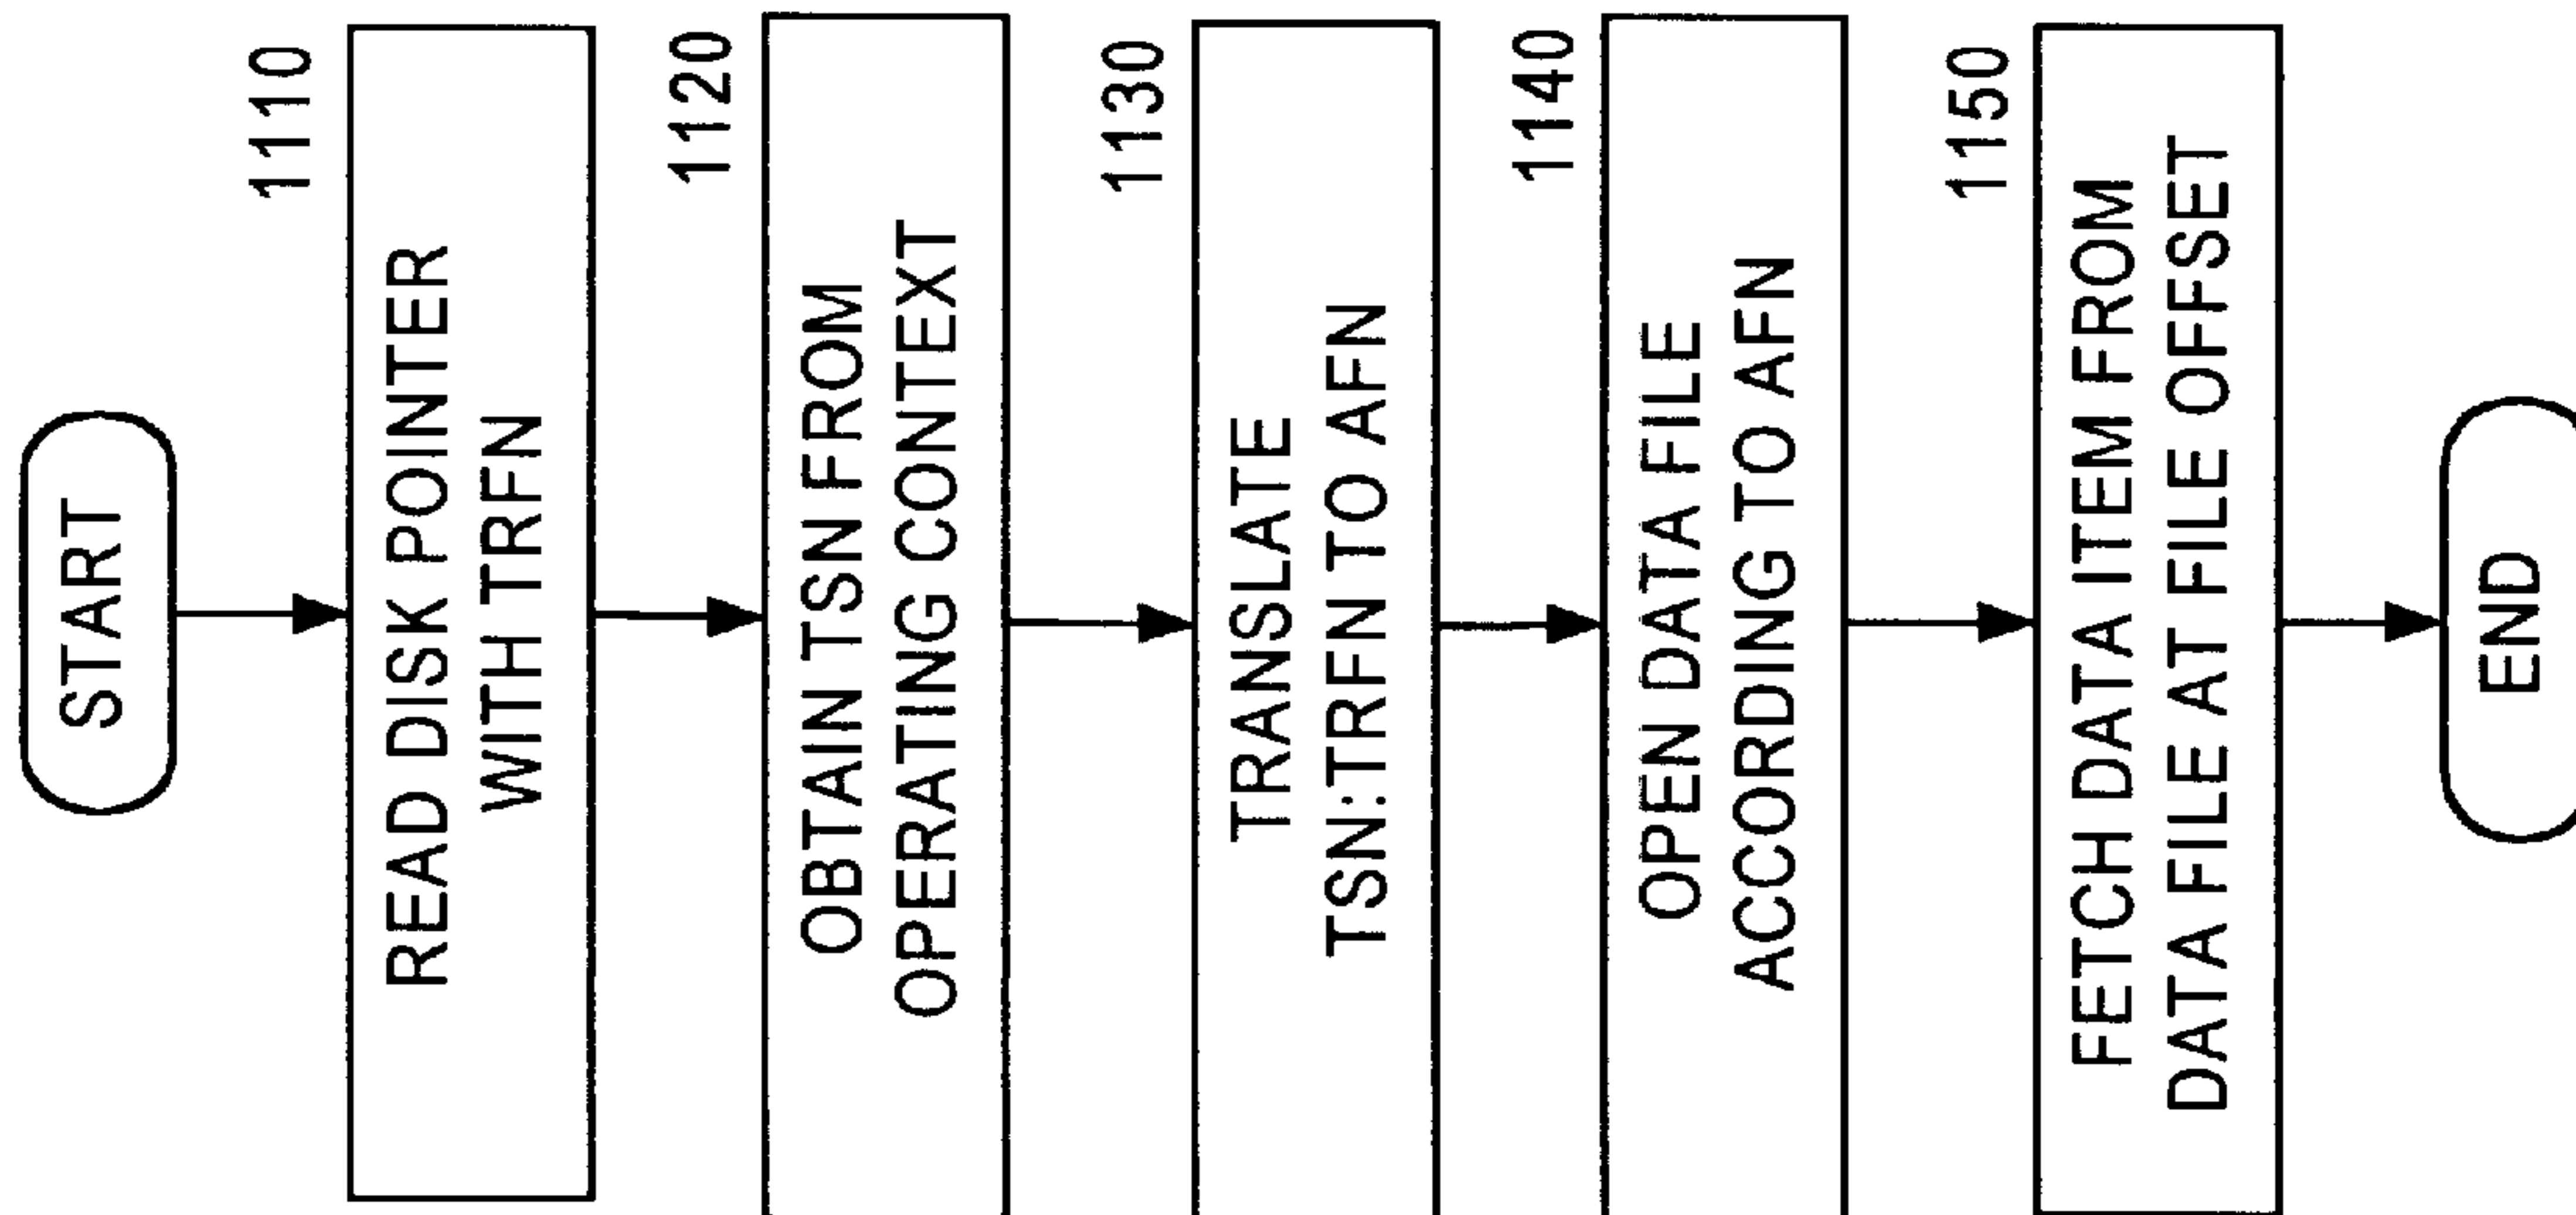 START
1110
READ DISK POINTER
WITH TRFN
1120
OBTAIN TSN FROM
OPERATING CONTEXT
1130
TRANSLATE
TSN:TRFN TO AFN
1140
OPEN DATA FILE
ACCORDING TO AFN
1150
FETCH DATA ITEM FROM
DATA FILE AT FILE OFFSET
END